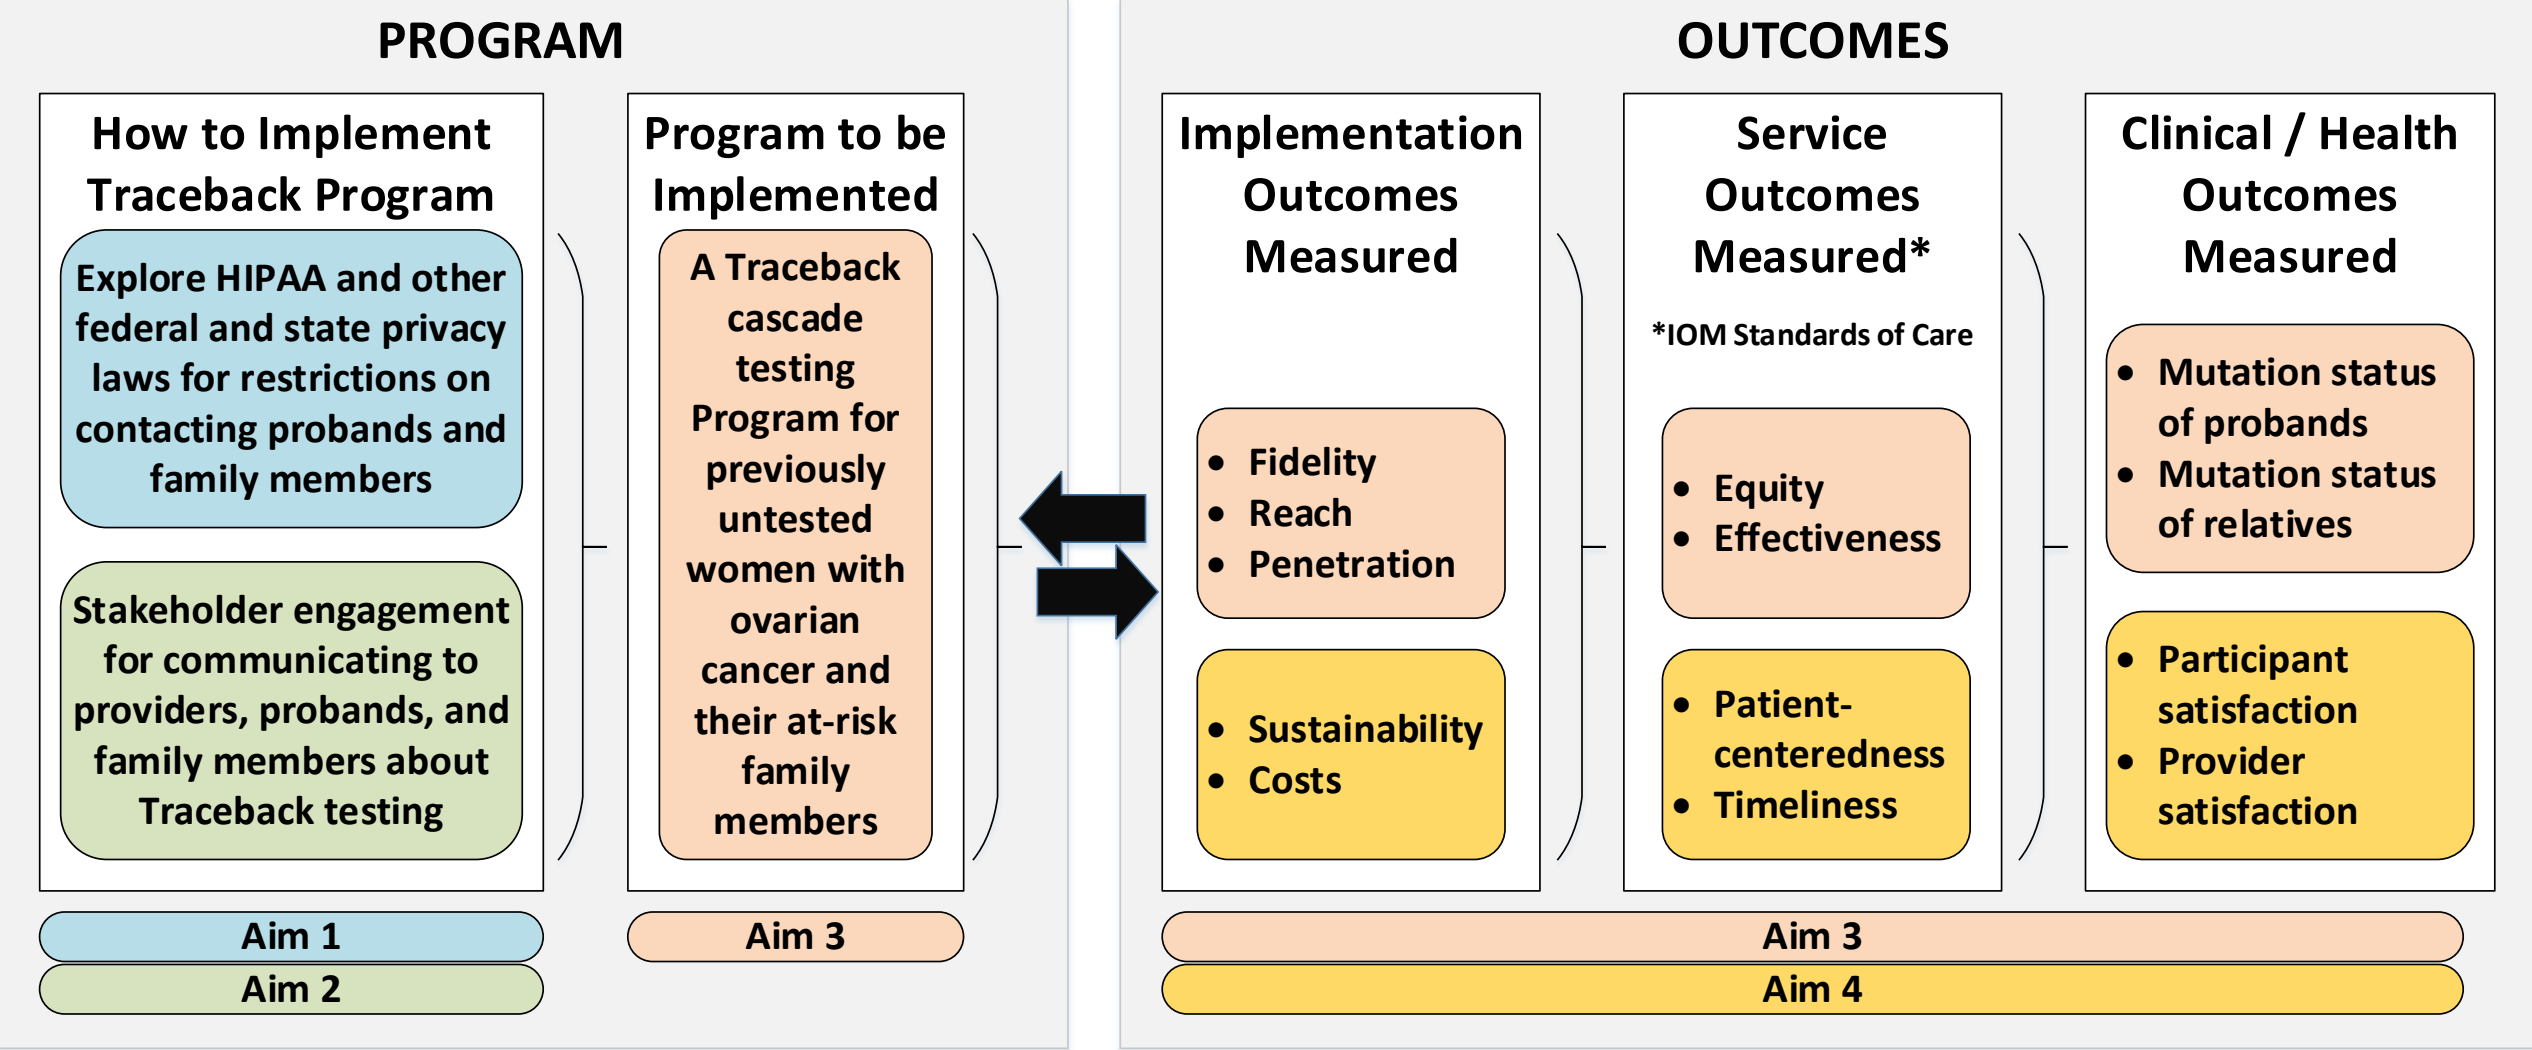 PROGRAM
How to Implement
Traceback Program
Explore HIPAA and other
federal and state privacy
laws for restrictions on
contacting probands and
family members
Stakeholder engagement
for communicating to
providers, probands, and
family members about
Traceback testing
Aim 1
Aim 2
Program to be
Implemented
A Traceback
cascade
testing
Program for
previously
untested
women with
ovarian
cancer and
their at-risk
family
members
Aim 3
OUTCOMES
Implementation
Outcomes
Measured
• Fidelity
• Reach
• Penetration
• Sustainability
• Costs
Service
Outcomes
Measured*
*IOM Standards of Care
• Equity
• Effectiveness
• Patient-
centeredness
• Timeliness
Clinical / Health
Outcomes
Measured
• Mutation status
of probands
• Mutation status
of relatives
• Participant
satisfaction
• Provider
satisfaction
Aim 3
Aim 4